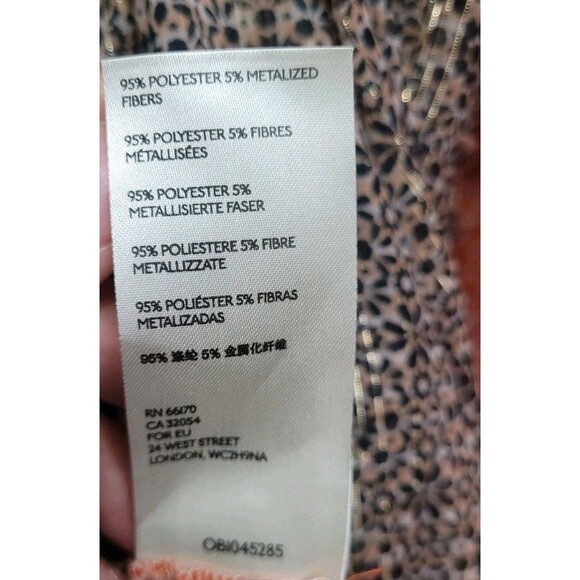 95% POLYESTER 5% METALIZED
FIBERS
95% POLYESTER 5% FIBRES
MÉTALLISÉES
95% POLYESTER 5%
METALLISIERTE FASER
95% POLIESTERE 5% FIBRE
METALLIZZATE
95% POLIÉSTER 5% FIBRAS
METALIZADAS
95% 涤纶 5% 金属化纤维
RN 66170
CA 32054
FOR EU
24 WEST STREET
LONDON, WC2H9NA
OB1045285